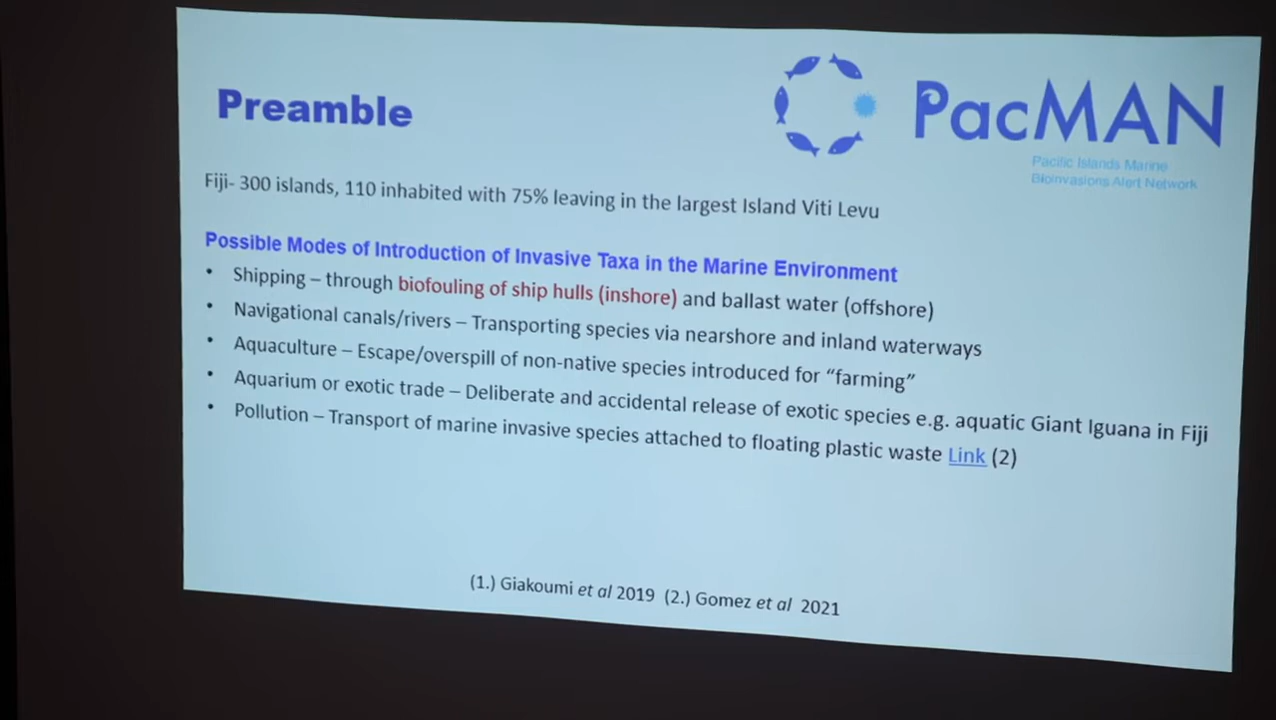 Preamble
PacMAN
Pacific Islands Marine
Bioinvasions Alert Network
Fiji- 300 islands, 110 inhabited with 75% leaving in the largest Island Viti Levu
Possible Modes of Introduction of Invasive Taxa in the Marine Environment
• Shipping – through biofouling of ship hulls (inshore) and ballast water (offshore)
• Navigational canals/rivers – Transporting species via nearshore and inland waterways
• Aquaculture – Escape/overspill of non-native species introduced for “farming”
• Aquarium or exotic trade – Deliberate and accidental release of exotic species e.g. aquatic Giant Iguana in Fiji
• Pollution – Transport of marine invasive species attached to floating plastic waste Link (2)
(1.) Giakoumi et al 2019 (2.) Gomez et al 2021